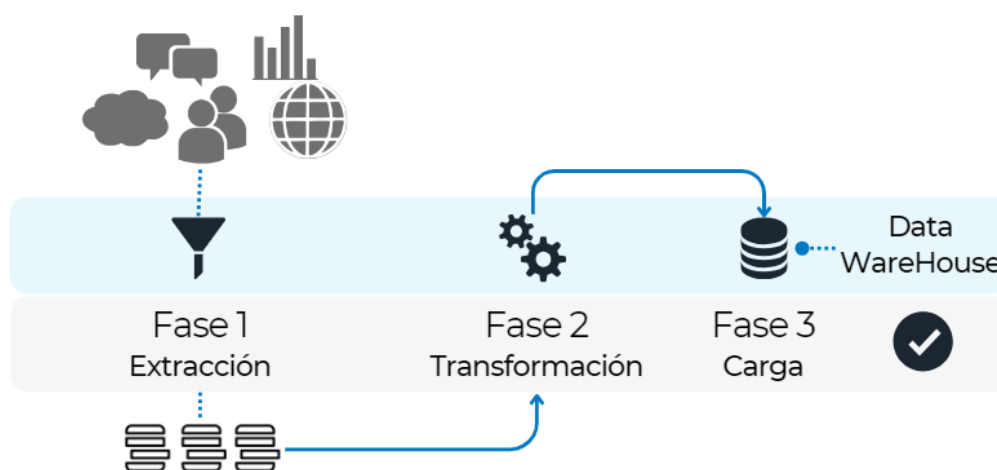 Data
WareHouse
Fase 1
Extracción
Fase 2
Transformación
Fase 3
Carga